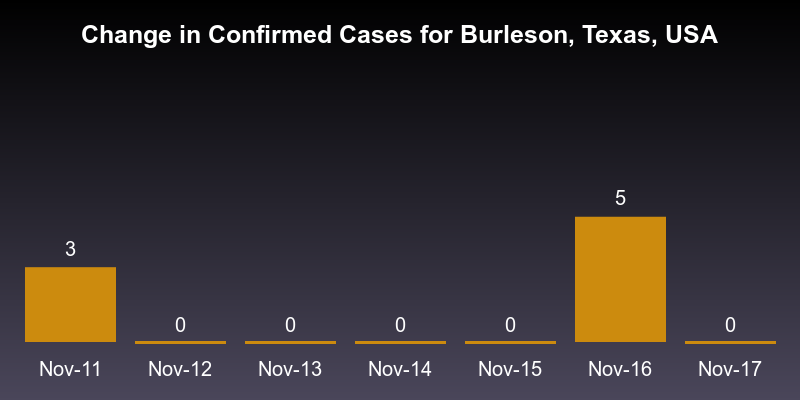 Change in Confirmed Cases for Burleson, Texas, USA
5
3
0 0 0 0 0
Nov-11 Nov-12 Nov-13 Nov-14 Nov-15 Nov-16 Nov-17